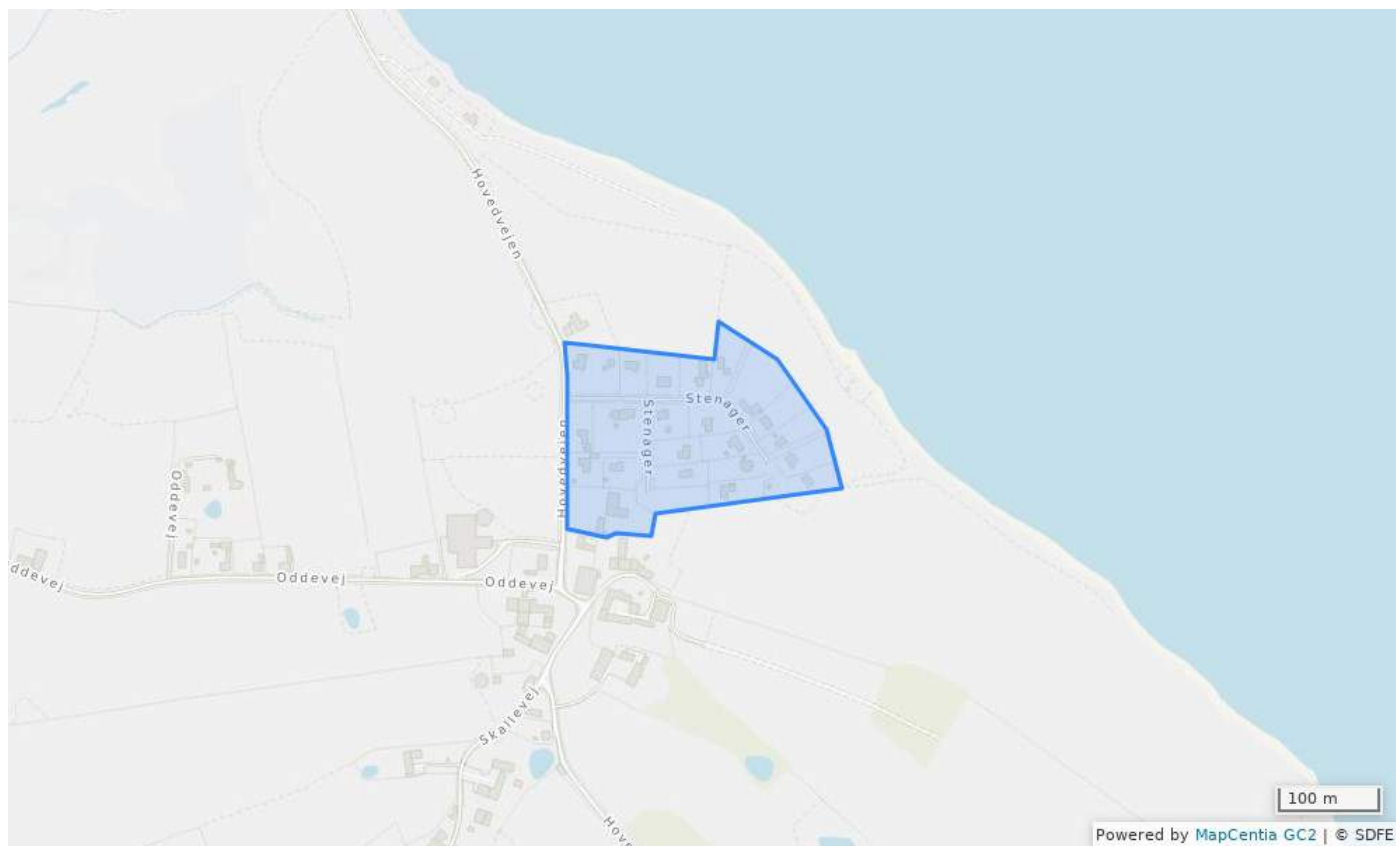 Hovedvejen
Stenager
Stenager
Hovedvejen
Oddevej
Oddevej
Oddevej
Skallevej
100 m
Powered by MapCentia GC2 | © SDFE